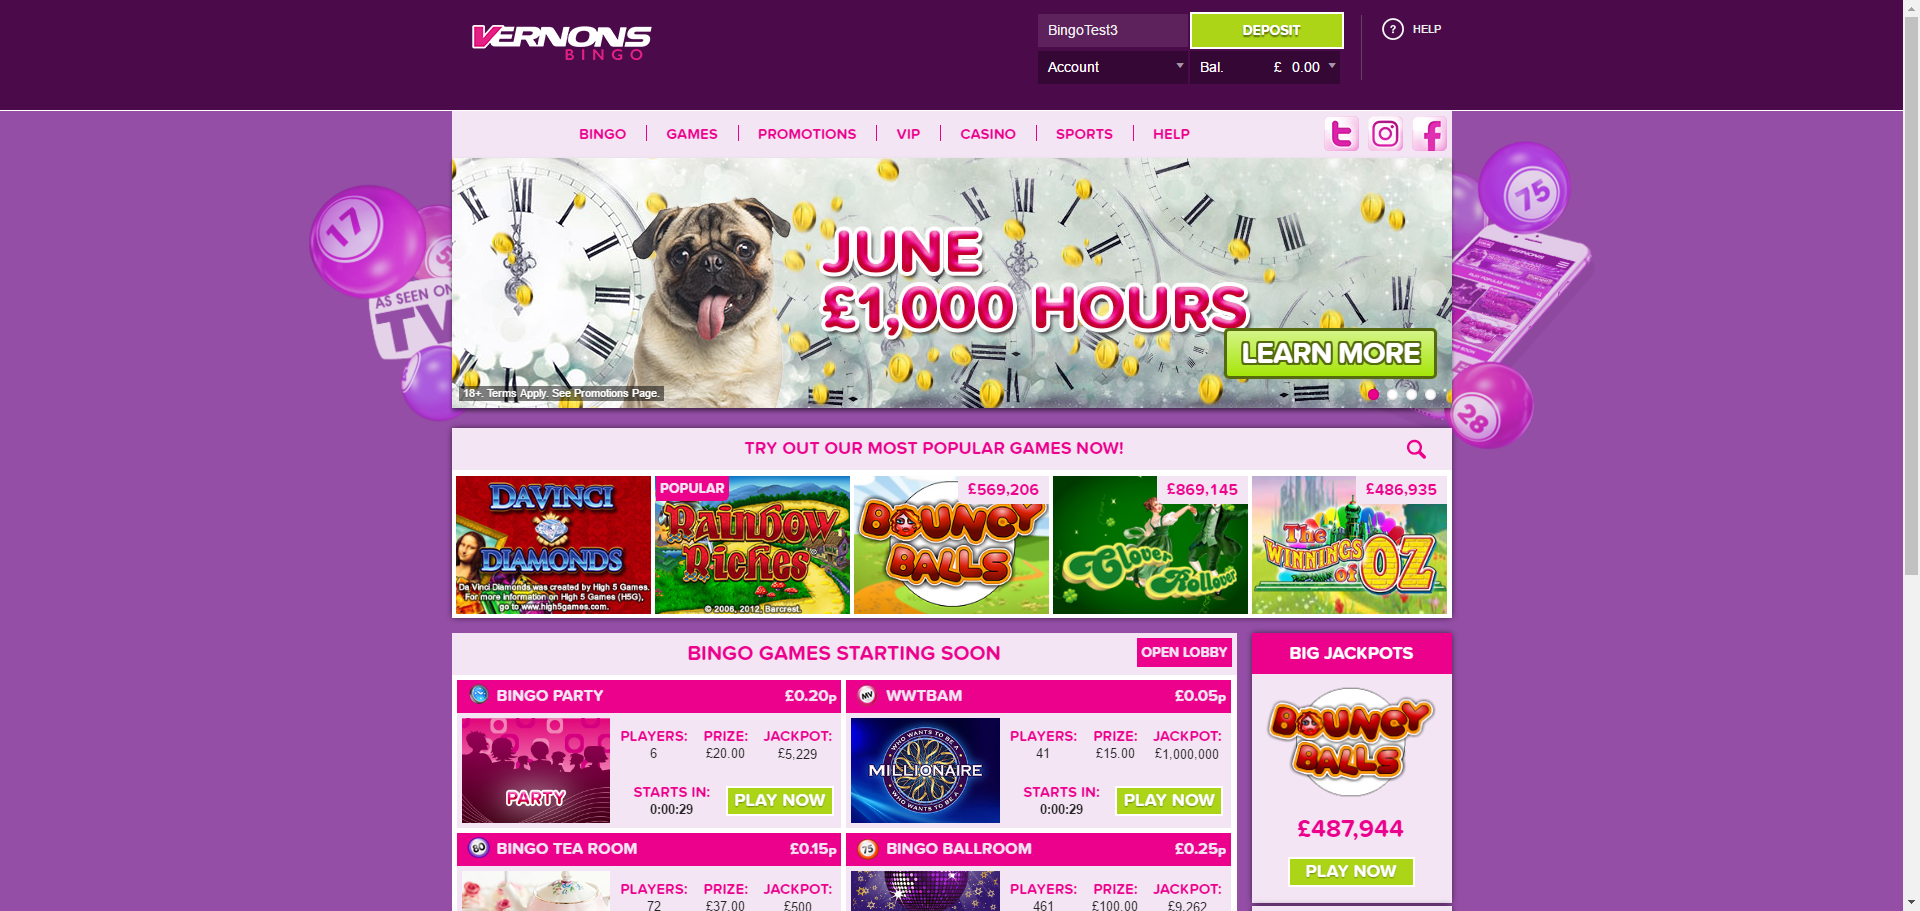 VERNONS
BINGO
BingoTest3
DEPOSIT
? HELP
Account
Bal. £ 0.00
BINGO
GAMES
PROMOTIONS
VIP
CASINO
SPORTS
HELP
17
AS SEEN ON
TV
75
28
JUNE
£1,000 HOURS
LEARN MORE
18+. Terms Apply. See Promotions Page.
TRY OUT OUR MOST POPULAR GAMES NOW!
DAVINCI
DIAMONDS
Da Vinci Diamonds was created by High 5 Games.
For more information on High 5 Games (H5G),
go to www.high5games.com.
POPULAR
Rainbow
Riches
© 2006, 2012, Barcrest.
£569,206
BOUNCY
BALLS
£869,145
Clover
Rollover
£486,935
The
WINNINGS
of OZ
BINGO GAMES STARTING SOON
OPEN LOBBY
BINGO PARTY £0.20p
PARTY
PLAYERS: PRIZE: JACKPOT:
6 £20.00 £5,229
STARTS IN:
0:00:29
PLAY NOW
MV WWTBAM £0.05p
WHO WANTS TO BE A
MILLIONAIRE
WHO WANTS TO BE A
PLAYERS: PRIZE: JACKPOT:
41 £15.00 £1,000,000
STARTS IN:
0:00:29
PLAY NOW
80 BINGO TEA ROOM £0.15p
PLAYERS: PRIZE: JACKPOT:
72 £37.00 £500
75 BINGO BALLROOM £0.25p
PLAYERS: PRIZE: JACKPOT:
461 £100.00 £9,262
BIG JACKPOTS
BOUNCY
BALLS
£487,944
PLAY NOW